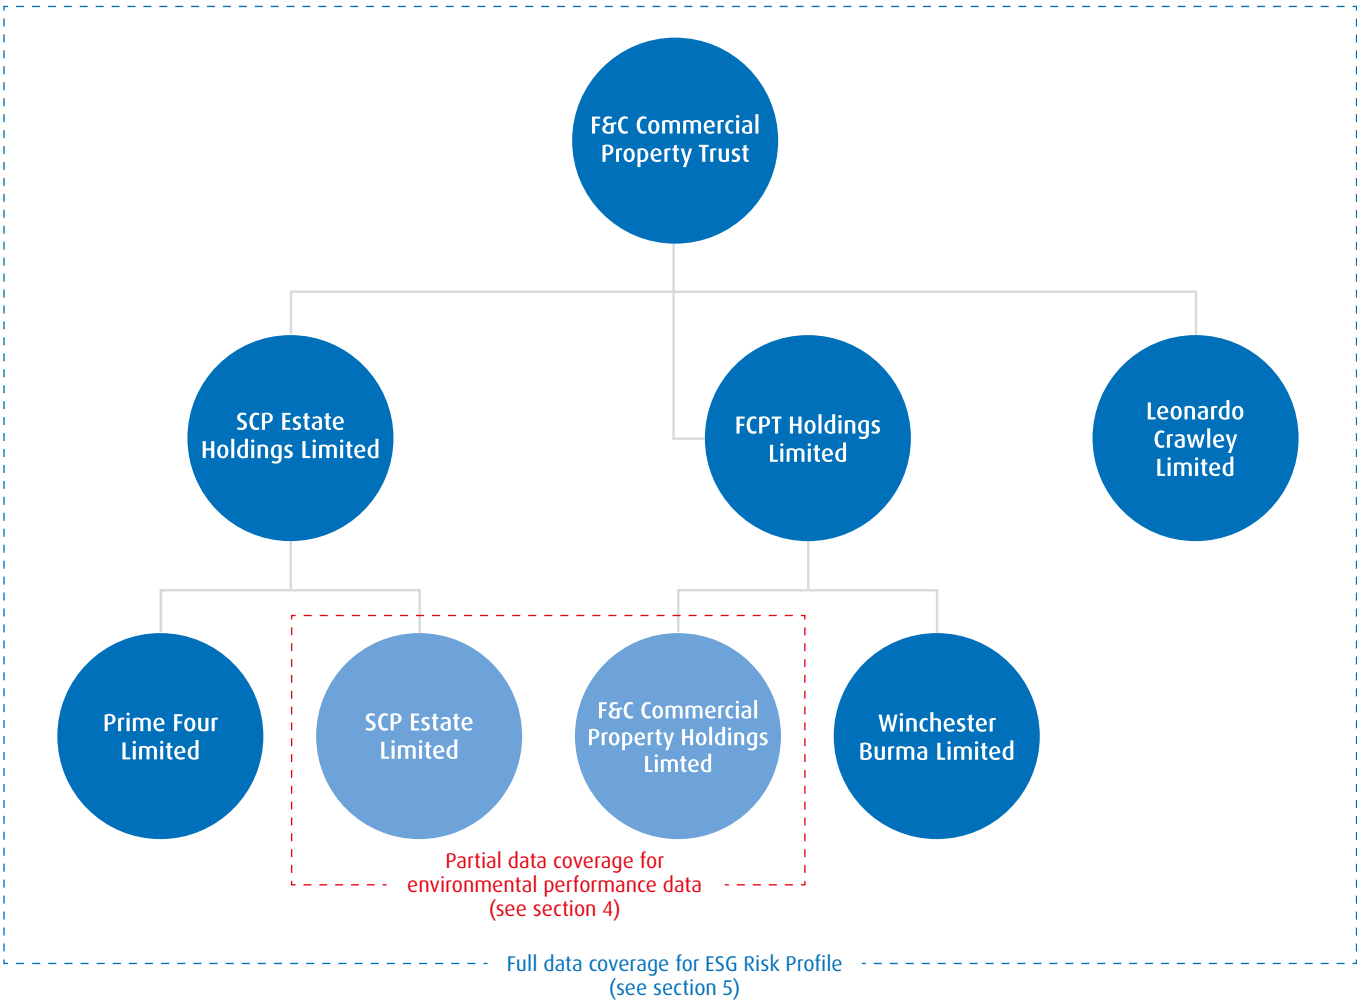 F&C Commercial
Property Trust
SCP Estate
Holdings Limited
FCPT Holdings
Limited
Leonardo
Crawley
Limited
Prime Four
Limited
SCP Estate
Limited
F&C Commercial
Property Holdings
Limted
Winchester
Burma Limited
Partial data coverage for
environmental performance data
(see section 4)
Full data coverage for ESG Risk Profile
(see section 5)